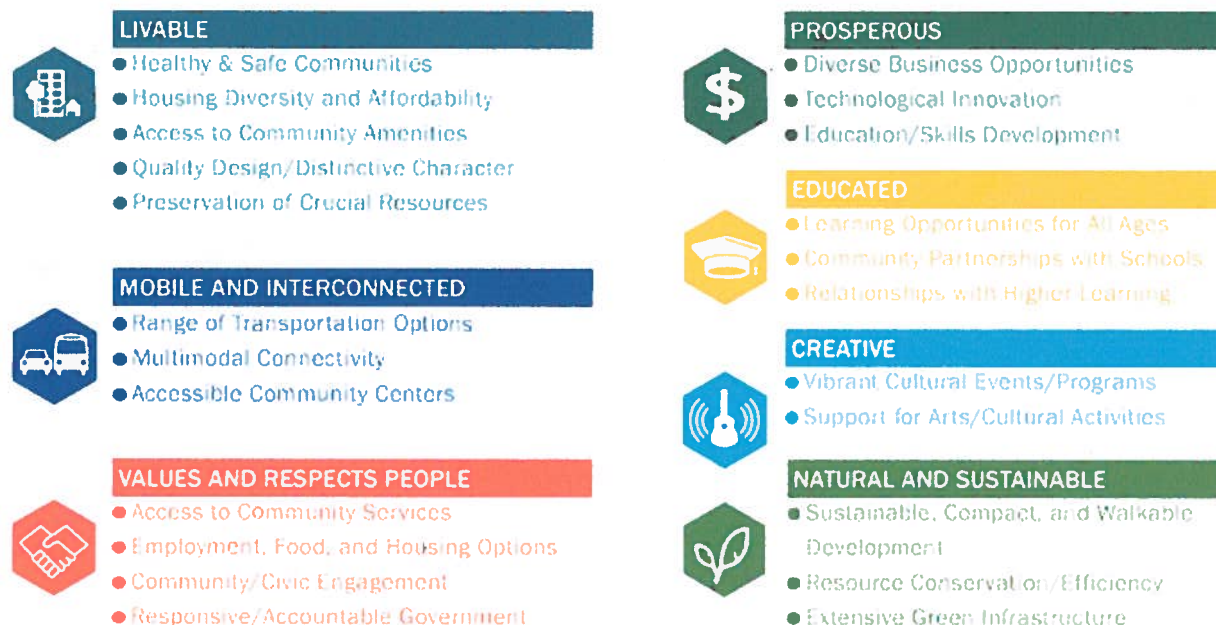 LIVABLE
Healthy & Safe Communities
Housing Diversity and Affordability
Access to Community Amenities
Quality Design/Distinctive Character
Preservation of Crucial Resources
MOBILE AND INTERCONNECTED
Range of Transportation Options
Multimodal Connectivity
Accessible Community Centers
VALUES AND RESPECTS PEOPLE
Access to Community Services
Employment, Food, and Housing Options
Community/Civic Engagement
Responsive/Accountable Government
PROSPEROUS
Diverse Business Opportunities
Technological Innovation
Education/Skills Development
EDUCATED
Learning Opportunities for All Ages
Community Partnerships with Schools
Relationships with Higher Learning
CREATIVE
Vibrant Cultural Events/Programs
Support for Arts/Cultural Activities
NATURAL AND SUSTAINABLE
Sustainable, Compact, and Walkable
Development
Resource Conservation/Efficiency
Extensive Green Infrastructure